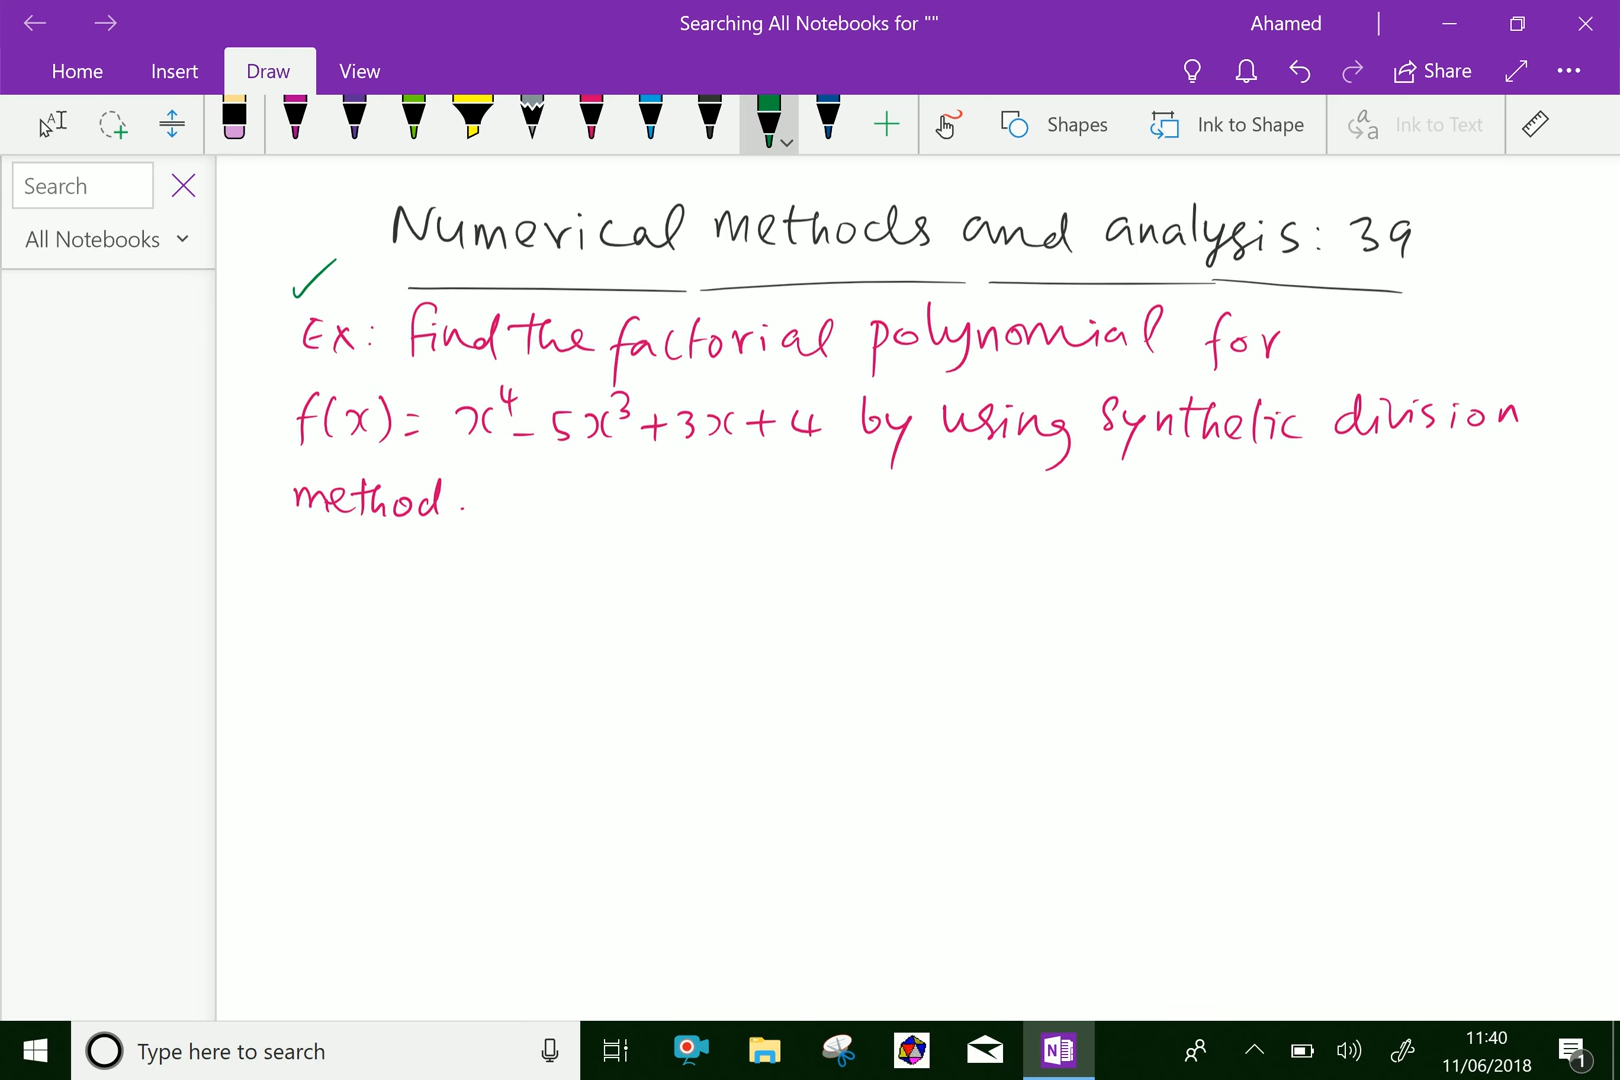 Searching All Notebooks for ""
Ahamed
Home Insert Draw View
Share
Shapes Ink to Shape Ink to Text
Search
All Notebooks
Numerical methods and analysis: 39
Ex: find the factorial polynomial for
f(x) = x⁴ - 5x³ + 3x + 4 by using synthetic division
method.
Type here to search
11:40
11/06/2018
1